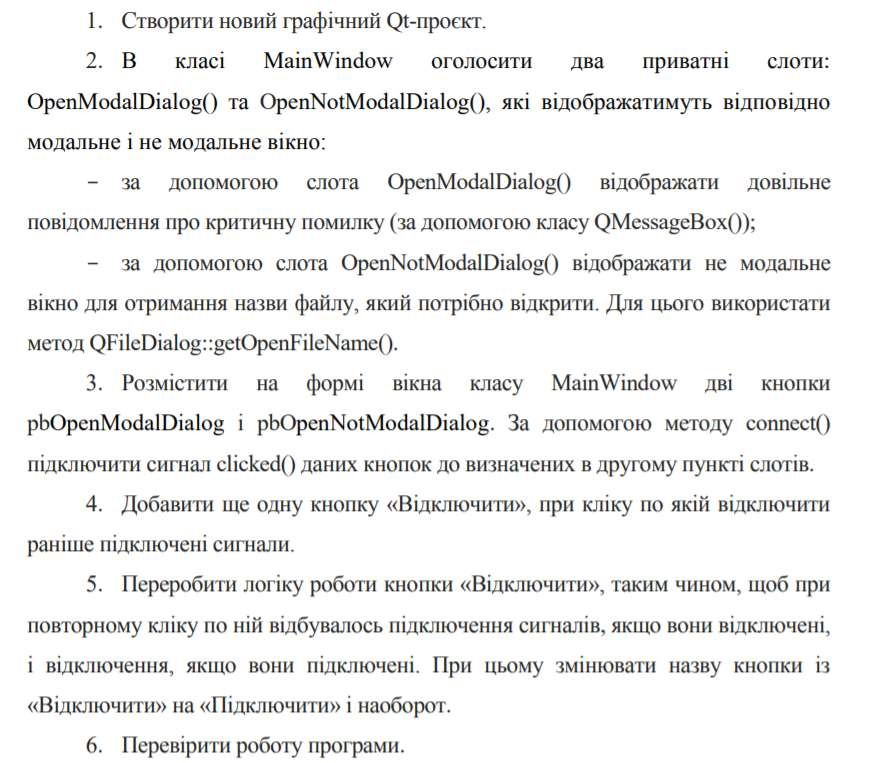 1. Створити новий графічний Qt-проєкт.
2. В класі MainWindow оголосити два приватні слоти:
OpenModalDialog() та OpenNotModalDialog(), які відображатимуть відповідно
модальне і не модальне вікно:
− за допомогою слота OpenModalDialog() відображати довільне
повідомлення про критичну помилку (за допомогою класу QMessageBox());
− за допомогою слота OpenNotModalDialog() відображати не модальне
вікно для отримання назви файлу, який потрібно відкрити. Для цього використати
метод QFileDialog::getOpenFileName().
3. Розмістити на формі вікна класу MainWindow дві кнопки
pbOpenModalDialog і pbOpenNotModalDialog. За допомогою методу connect()
підключити сигнал clicked() даних кнопок до визначених в другому пункті слотів.
4. Добавити ще одну кнопку «Відключити», при кліку по якій відключити
раніше підключені сигнали.
5. Переробити логіку роботи кнопки «Відключити», таким чином, щоб при
повторному кліку по ній відбувалось підключення сигналів, якщо вони відключені,
і відключення, якщо вони підключені. При цьому змінювати назву кнопки із
«Відключити» на «Підключити» і наоборот.
6. Перевірити роботу програми.